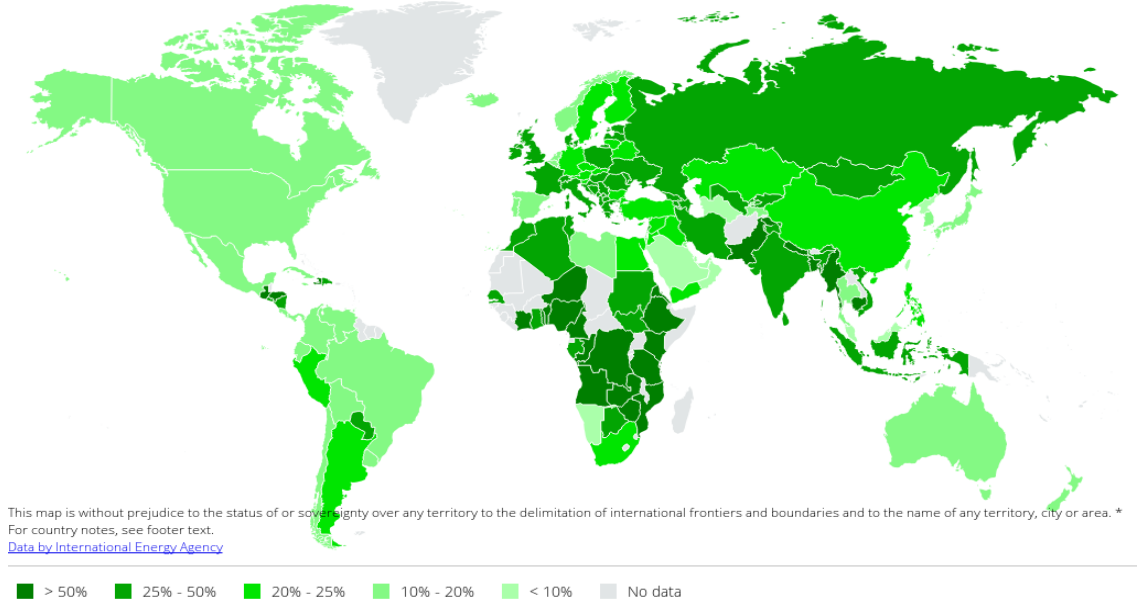 This map is without prejudice to the status of or sovereignty over any territory to the delimitation of international frontiers and boundaries and to the name of any territory, city or area. *
For country notes, see footer text.
Data by International Energy Agency
> 50% 25% - 50% 20% - 25% 10% - 20% < 10% No data